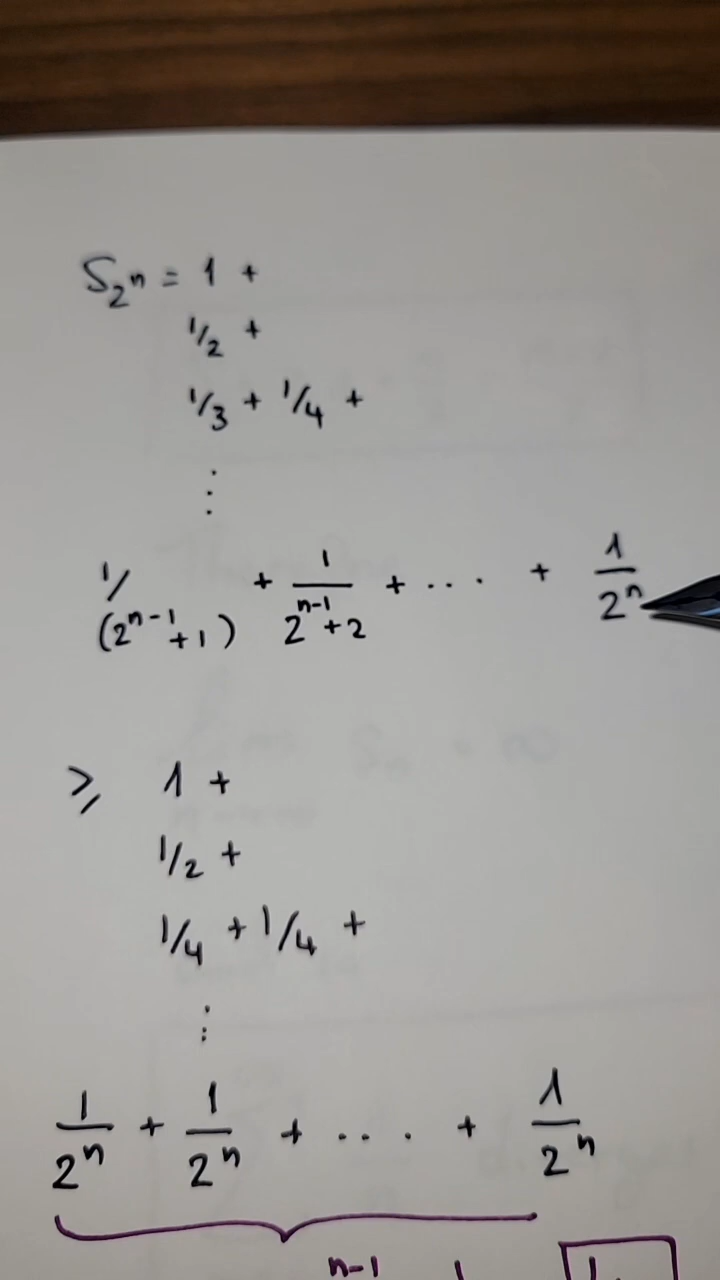 S_{2^n} = 1 +
1/2 +
1/3 + 1/4 +
⋮
1/(2^{n-1}+1) + 1/(2^{n-1}+2) + ... + 1/2^n
≥ 1 +
1/2 +
1/4 + 1/4 +
⋮
1/2^n + 1/2^n + ... + 1/2^n
n-1